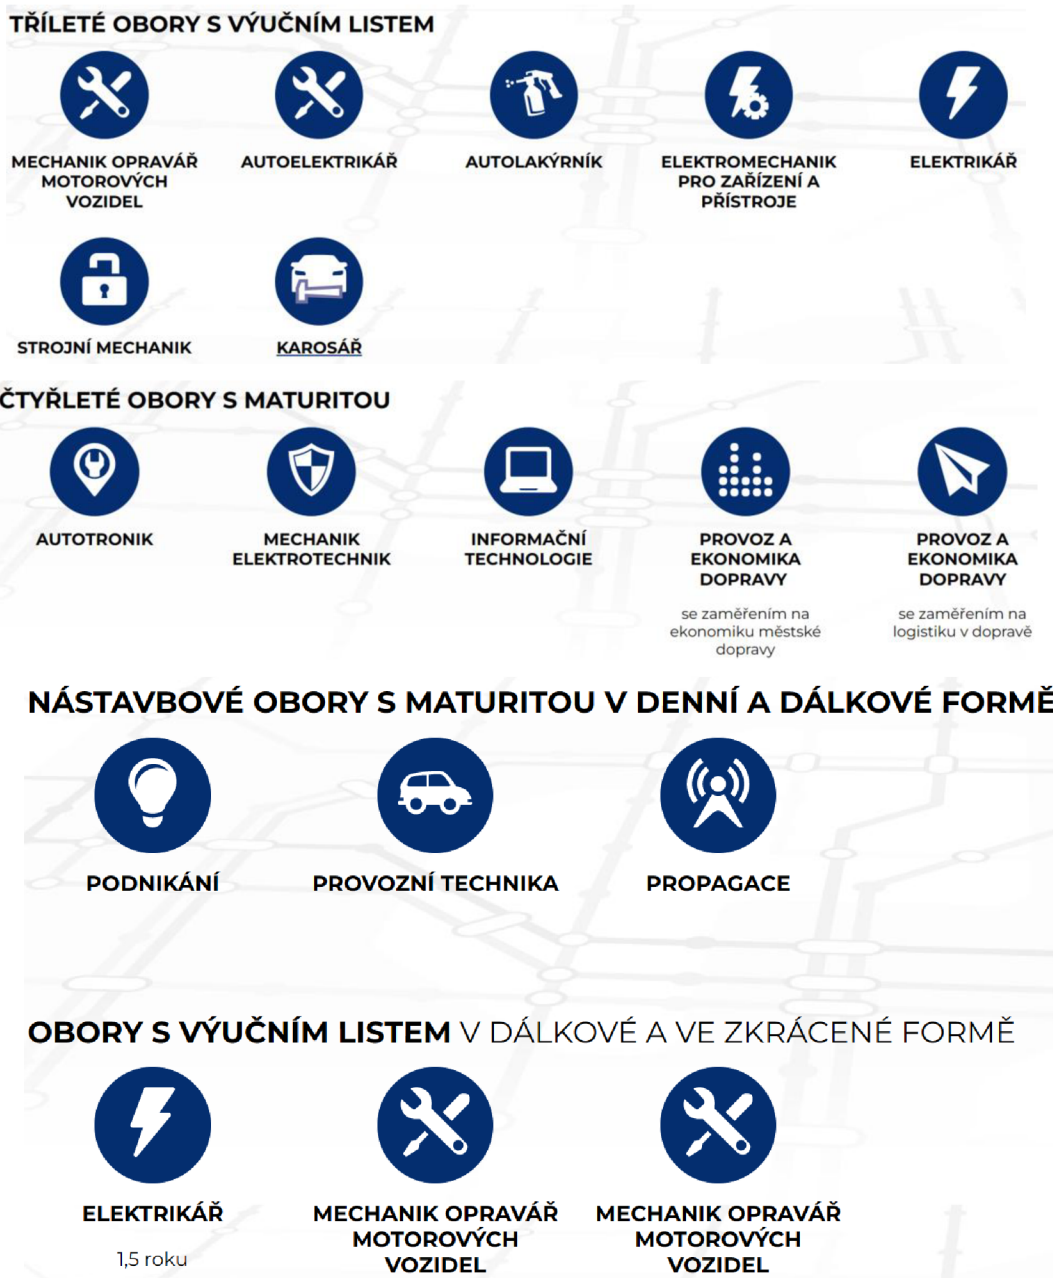 TŘÍLETÉ OBORY S VÝUČNÍM LISTEM
MECHANIK OPRAVÁŘ
MOTOROVÝCH
VOZIDEL
AUTOELEKTRIKÁŘ
AUTOLAKÝRNÍK
ELEKTROMECHANIK
PRO ZAŘÍZENÍ A
PŘÍSTROJE
ELEKTRIKÁŘ
STROJNÍ MECHANIK
KAROSÁŘ
ČTYŘLETÉ OBORY S MATURITOU
AUTOTRONIK
MECHANIK
ELEKTROTECHNIK
INFORMAČNÍ
TECHNOLOGIE
PROVOZ A
EKONOMIKA
DOPRAVY
se zaměřením na
ekonomiku městské
dopravy
PROVOZ A
EKONOMIKA
DOPRAVY
se zaměřením na
logistiku v dopravě
NÁSTAVBOVÉ OBORY S MATURITOU V DENNÍ A DÁLKOVÉ FORMĚ
PODNIKÁNÍ
PROVOZNÍ TECHNIKA
PROPAGACE
OBORY S VÝUČNÍM LISTEM V DÁLKOVÉ A VE ZKRÁCENÉ FORMĚ
ELEKTRIKÁŘ
1,5 roku
MECHANIK OPRAVÁŘ
MOTOROVÝCH
VOZIDEL
MECHANIK OPRAVÁŘ
MOTOROVÝCH
VOZIDEL